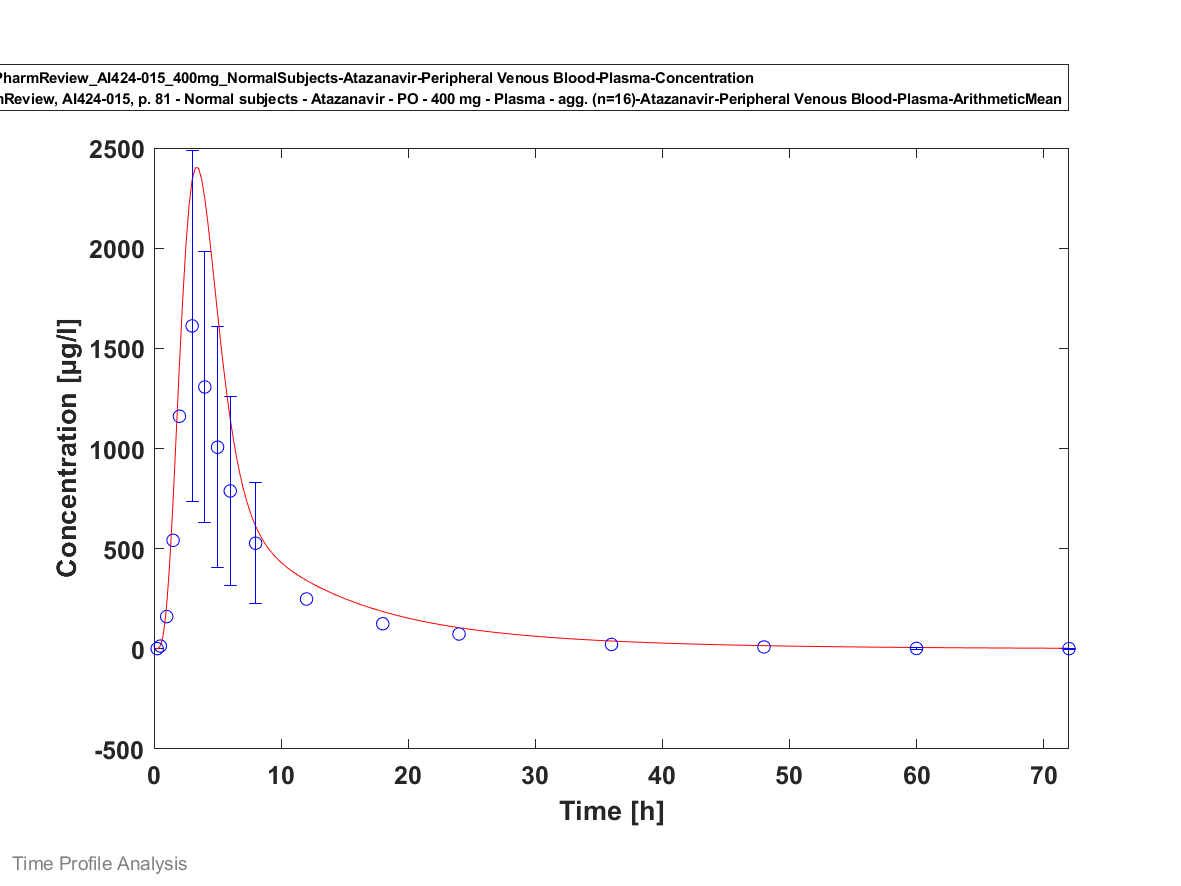 PharmReview_AI424-015_400mg_NormalSubjects-Atazanavir-Peripheral Venous Blood-Plasma-Concentration
Review, AI424-015, p. 81 - Normal subjects - Atazanavir - PO - 400 mg - Plasma - agg. (n=16)-Atazanavir-Peripheral Venous Blood-Plasma-ArithmeticMean
2500
2000
1500
1000
500
0
-500
Concentration [µg/l]
0 10 20 30 40 50 60 70
Time [h]
Time Profile Analysis